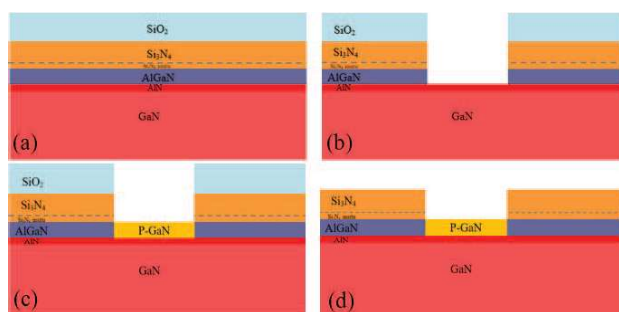 SiO2
Si3N4
AlGaN
AlN
GaN
(a)
SiO2
Si3N4
AlGaN
AlN
GaN
(b)
SiO2
Si3N4
AlGaN
P-GaN
AlN
GaN
(c)
Si3N4
AlGaN
P-GaN
AlN
GaN
(d)